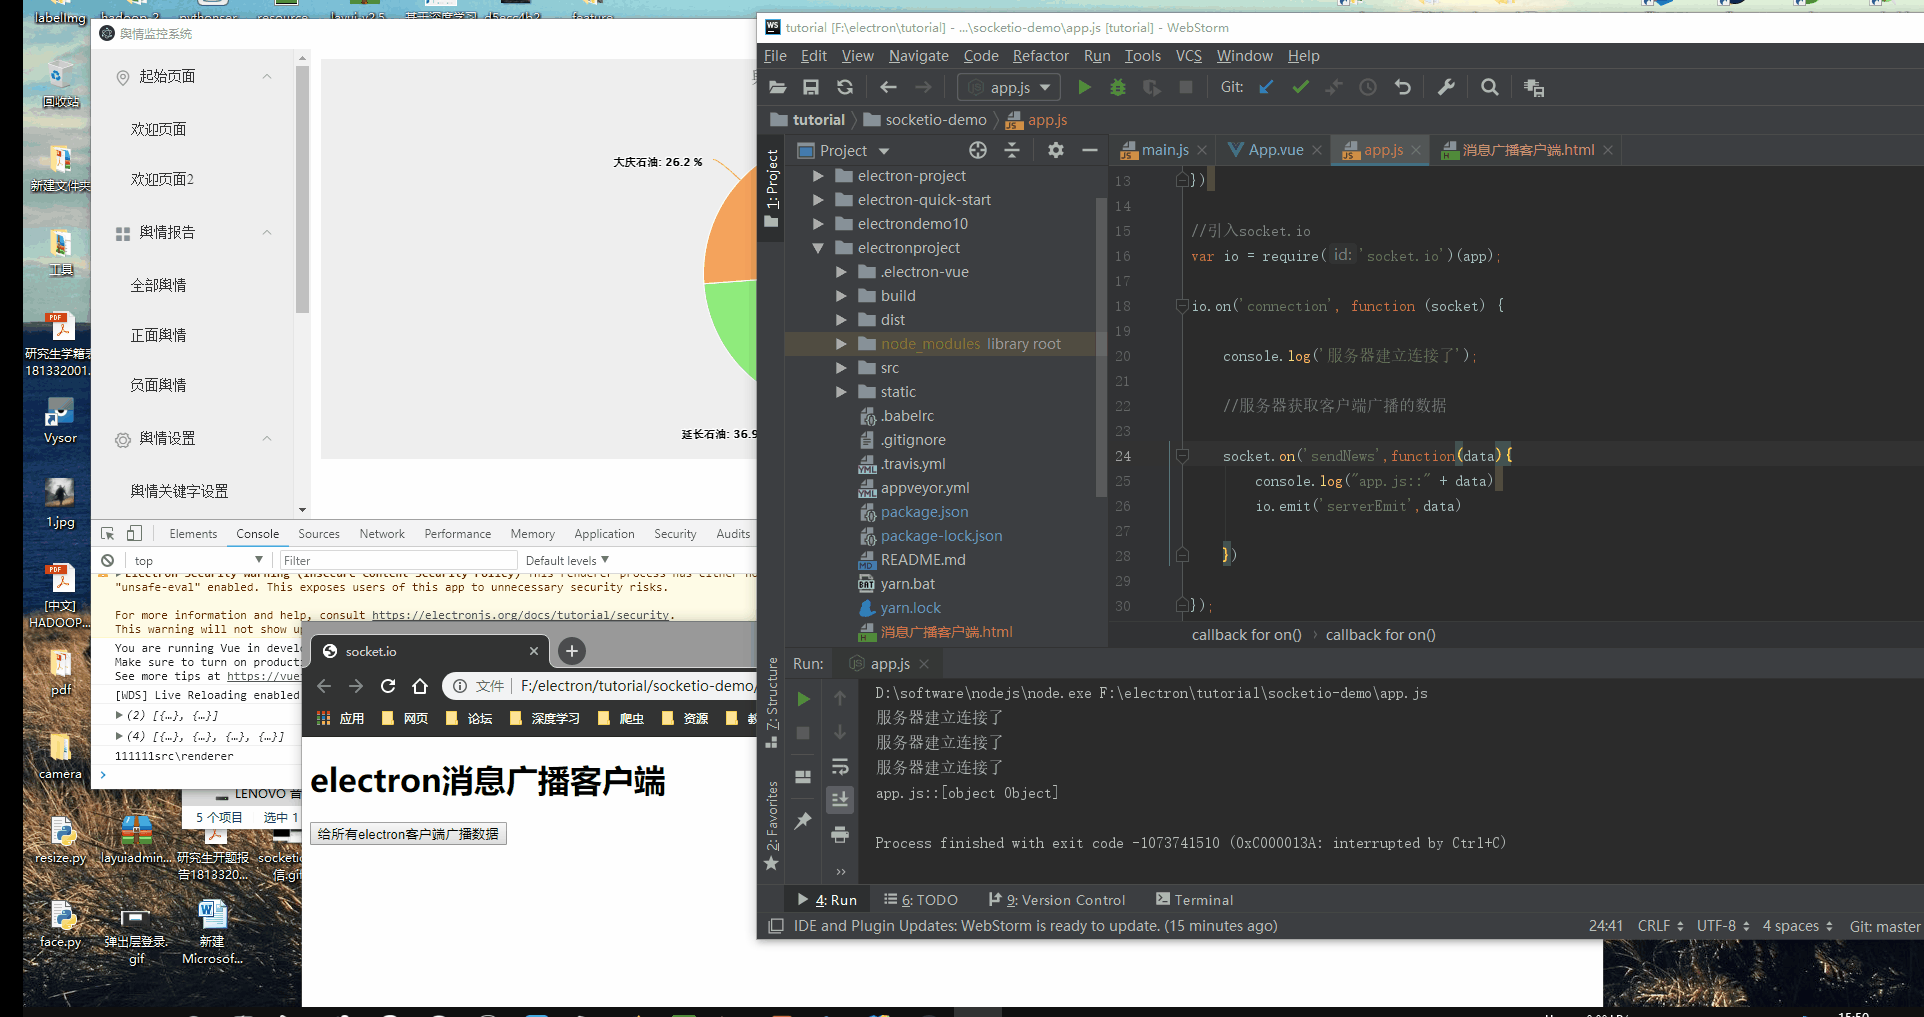 labelImg hadoop-2 pythonser resource layui-v2.5 基于深度学习 d5ecc4b2 feature
回收站
新建文件夹
工具
研究生学籍表
181332001.
Vysor
1.jpg
[中文]
HADOOP...
pdf
camera
resize.py layuiadmin... 研究生开题报
告1813320...
socketio
信.gif
face.py 弹出层登录.
gif
新建
Microsof...
舆情监控系统
起始页面
欢迎页面
欢迎页面2
舆情报告
全部舆情
正面舆情
负面舆情
舆情设置
舆情关键字设置
大庆石油: 26.2 %
延长石油: 36.9
Elements Console Sources Network Performance Memory Application Security Audits
top Filter Default levels
Electron Security Warning (Insecure Content-Security-Policy) This renderer process has either no
"unsafe-eval" enabled. This exposes users of this app to unnecessary security risks.
For more information and help, consult https://electronjs.org/docs/tutorial/security.
This warning will not show up
You are running Vue in develo
Make sure to turn on producti
See more tips at https://vue
[WDS] Live Reloading enabled
(2) [{…}, {…}]
(4) [{…}, {…}, {…}, {…}]
111111src\renderer
LENOVO 首
5 个项目 选中 1
socket.io
文件 F:/electron/tutorial/socketio-demo/
应用 网页 论坛 深度学习 爬虫 资源
electron消息广播客户端
给所有electron客户端广播数据
WS tutorial [F:\electron\tutorial] - ...\socketio-demo\app.js [tutorial] - WebStorm
File Edit View Navigate Code Refactor Run Tools VCS Window Help
app.js Git:
tutorial socketio-demo app.js
1: Project
Project
electron-project
electron-quick-start
electrondemo10
electronproject
.electron-vue
build
dist
node_modules library root
src
static
.babelrc
.gitignore
.travis.yml
appveyor.yml
package.json
package-lock.json
README.md
yarn.bat
yarn.lock
消息广播客户端.html
main.js App.vue app.js 消息广播客户端.html
13 })
14
15 //引入socket.io
16 var io = require( id: 'socket.io')(app);
17
18 io.on('connection', function (socket) {
19
20 console.log('服务器建立连接了');
21
22 //服务器获取客户端广播的数据
23
24 socket.on('sendNews',function(data){
25 console.log("app.js::" + data)
26 io.emit('serverEmit',data)
27
28 })
29
30 });
callback for on() › callback for on()
Z: Structure
2: Favorites
Run: app.js
D:\software\nodejs\node.exe F:\electron\tutorial\socketio-demo\app.js
服务器建立连接了
服务器建立连接了
服务器建立连接了
app.js::[object Object]
Process finished with exit code -1073741510 (0xC000013A: interrupted by Ctrl+C)
4: Run 6: TODO 9: Version Control Terminal
IDE and Plugin Updates: WebStorm is ready to update. (15 minutes ago) 24:41 CRLF UTF-8 4 spaces Git: master